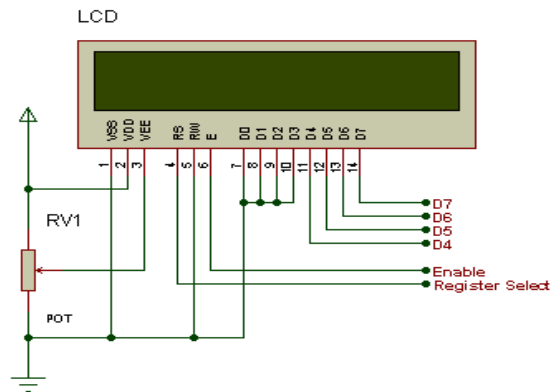 LCD
VSS VDD VEE RS RW E D0 D1 D2 D3 D4 D5 D6 D7
1 2 3 4 5 6 7 8 9 10 11 12 13 14
D7
D6
D5
D4
RV1
Enable
Register Select
POT